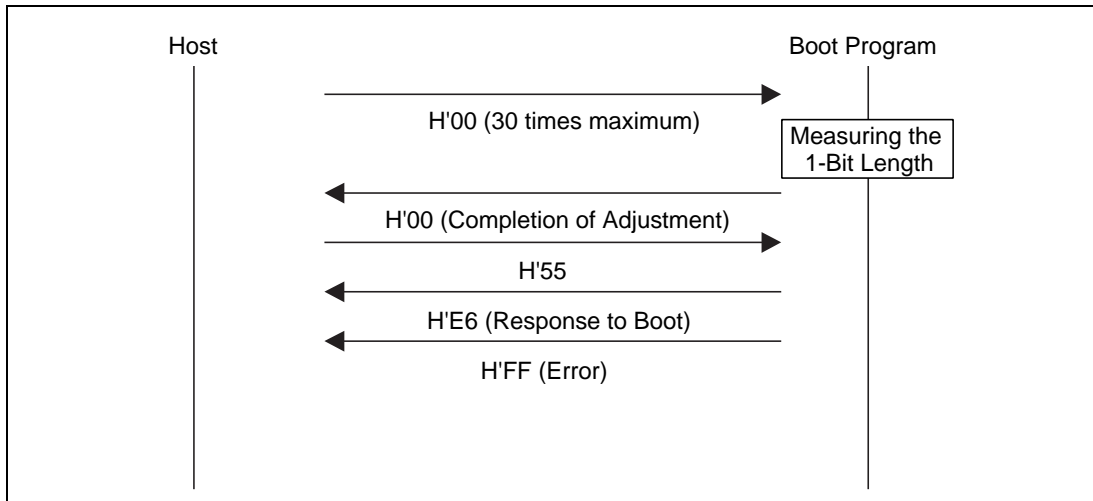 Host
Boot Program
H'00 (30 times maximum)
Measuring the
1-Bit Length
H'00 (Completion of Adjustment)
H'55
H'E6 (Response to Boot)
H'FF (Error)